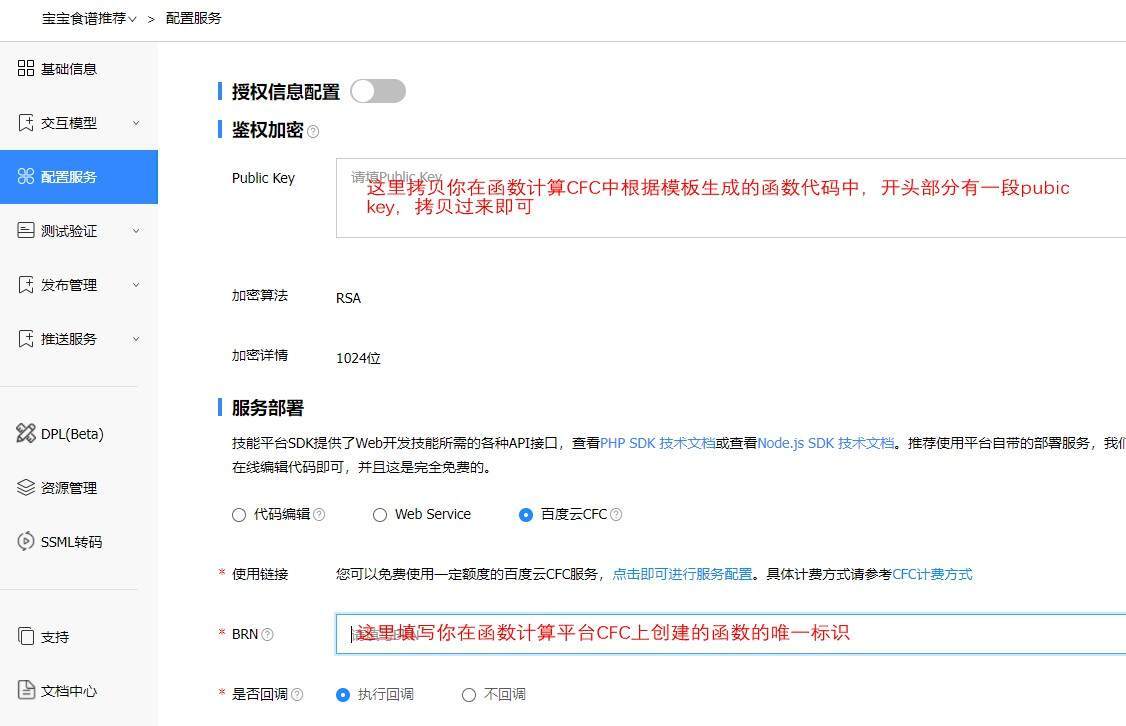 宝宝食谱推荐 > 配置服务
基础信息
交互模型
配置服务
测试验证
发布管理
推送服务
DPL(Beta)
资源管理
SSML转码
支持
文档中心
授权信息配置
鉴权加密
Public Key
请填Public Key
这里拷贝你在函数计算CFC中根据模板生成的函数代码中，开头部分有一段pubic
key，拷贝过来即可
加密算法 RSA
加密详情 1024位
服务部署
技能平台SDK提供了Web开发技能所需的各种API接口，查看PHP SDK 技术文档或查看Node.js SDK 技术文档。推荐使用平台自带的部署服务，我们
在线编辑代码即可，并且这是完全免费的。
代码编辑 Web Service 百度云CFC
* 使用链接 您可以免费使用一定额度的百度云CFC服务，点击即可进行服务配置。具体计费方式请参考CFC计费方式
* BRN
这里填写你在函数计算平台CFC上创建的函数的唯一标识
* 是否回调 执行回调 不回调